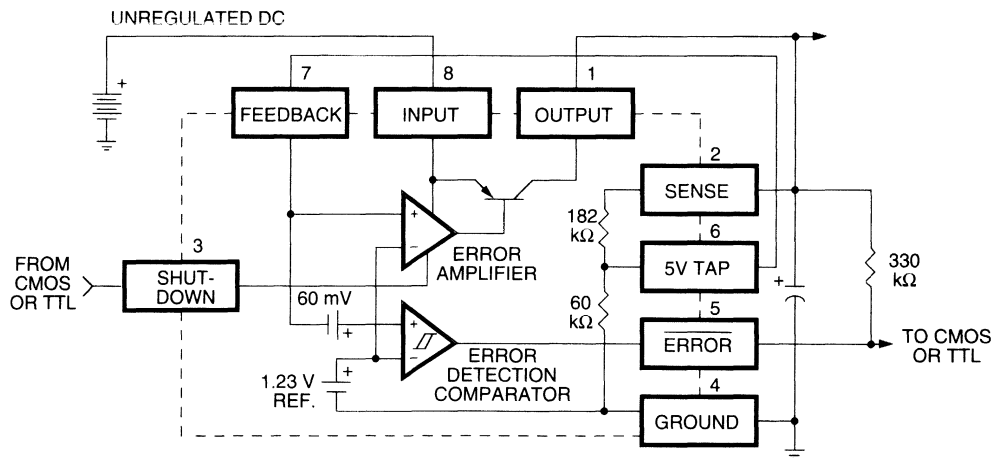 UNREGULATED DC
+
7
8
1
FEEDBACK
INPUT
OUTPUT
2
SENSE
182
kΩ
+
−
ERROR
AMPLIFIER
6
5V TAP
330
kΩ
+
3
FROM
CMOS
OR TTL
SHUT-
DOWN
60 mV
+
60
kΩ
5
ERROR
TO CMOS
OR TTL
+
−
ERROR
DETECTION
COMPARATOR
1.23 V
REF.
+
4
GROUND